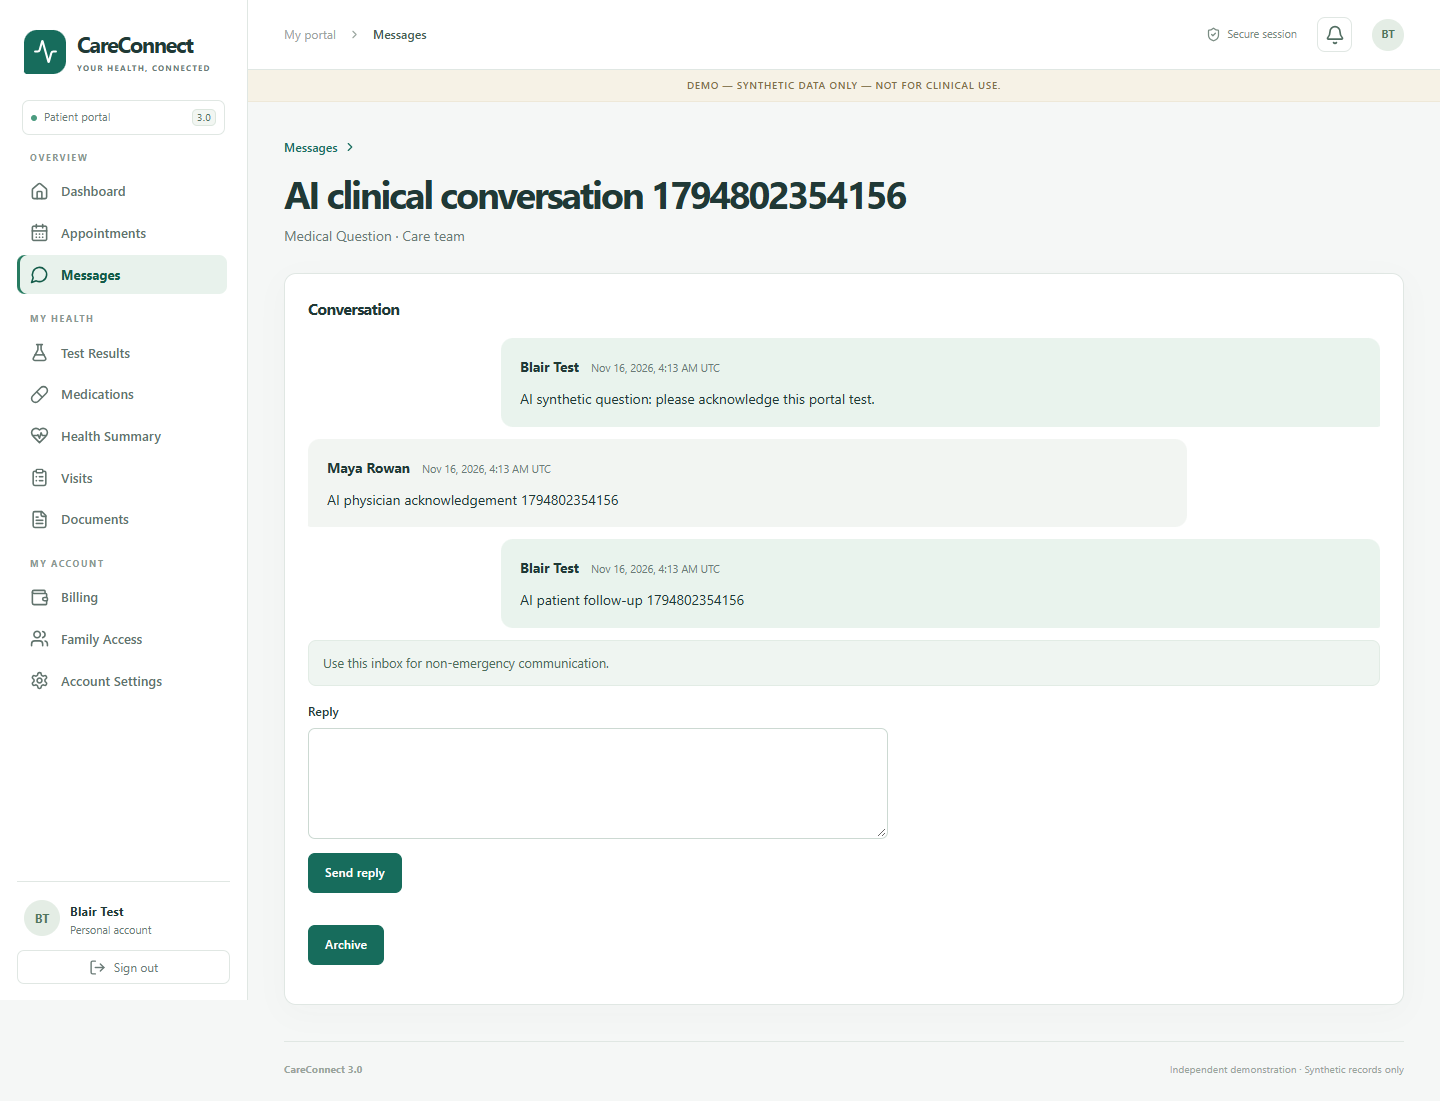 CareConnect
YOUR HEALTH, CONNECTED
Patient portal 3.0
OVERVIEW
Dashboard
Appointments
Messages
MY HEALTH
Test Results
Medications
Health Summary
Visits
Documents
MY ACCOUNT
Billing
Family Access
Account Settings
BT
Blair Test
Personal account
Sign out
My portal Messages
Secure session
BT
DEMO — SYNTHETIC DATA ONLY — NOT FOR CLINICAL USE.
Messages
AI clinical conversation 1794802354156
Medical Question · Care team
Conversation
Blair Test Nov 16, 2026, 4:13 AM UTC
AI synthetic question: please acknowledge this portal test.
Maya Rowan Nov 16, 2026, 4:13 AM UTC
AI physician acknowledgement 1794802354156
Blair Test Nov 16, 2026, 4:13 AM UTC
AI patient follow-up 1794802354156
Use this inbox for non-emergency communication.
Reply
Send reply
Archive
CareConnect 3.0
Independent demonstration · Synthetic records only